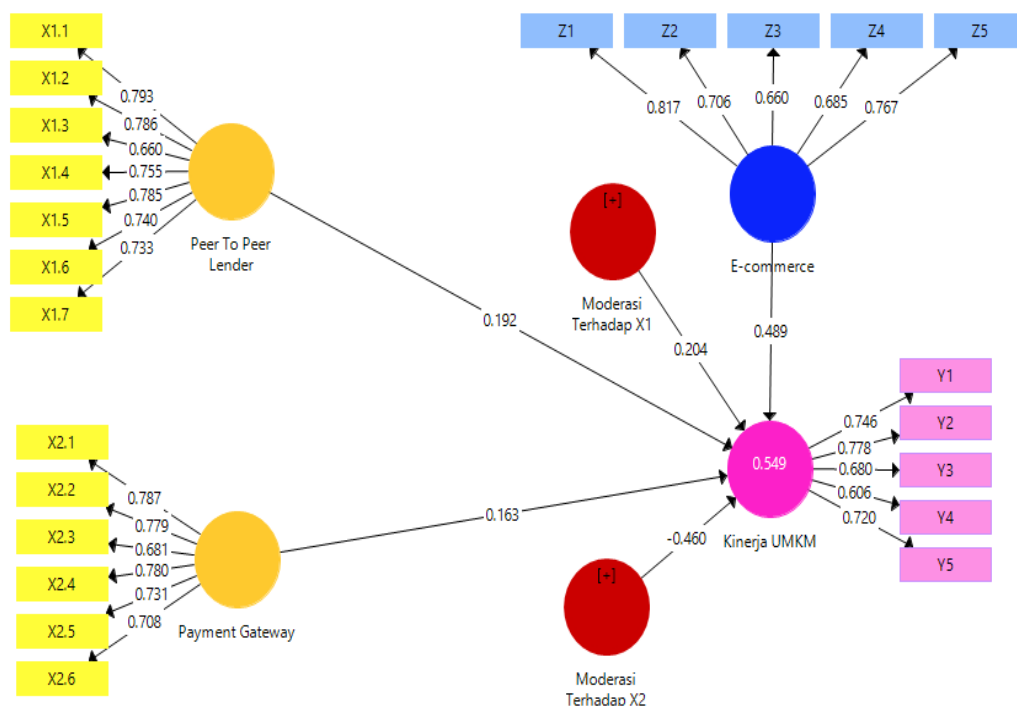 X1.1
X1.2
X1.3
X1.4
X1.5
X1.6
X1.7
0.793
0.786
0.660
0.755
0.785
0.740
0.733
Peer To Peer
Lender
Z1
Z2
Z3
Z4
Z5
0.817
0.706
0.660
0.685
0.767
E-commerce
[+]
Moderasi
Terhadap X1
0.192
0.204
0.489
X2.1
X2.2
X2.3
X2.4
X2.5
X2.6
0.787
0.779
0.681
0.780
0.731
0.708
Payment Gateway
0.163
-0.460
[+]
Moderasi
Terhadap X2
0.549
Kinerja UMKM
0.746
0.778
0.680
0.606
0.720
Y1
Y2
Y3
Y4
Y5